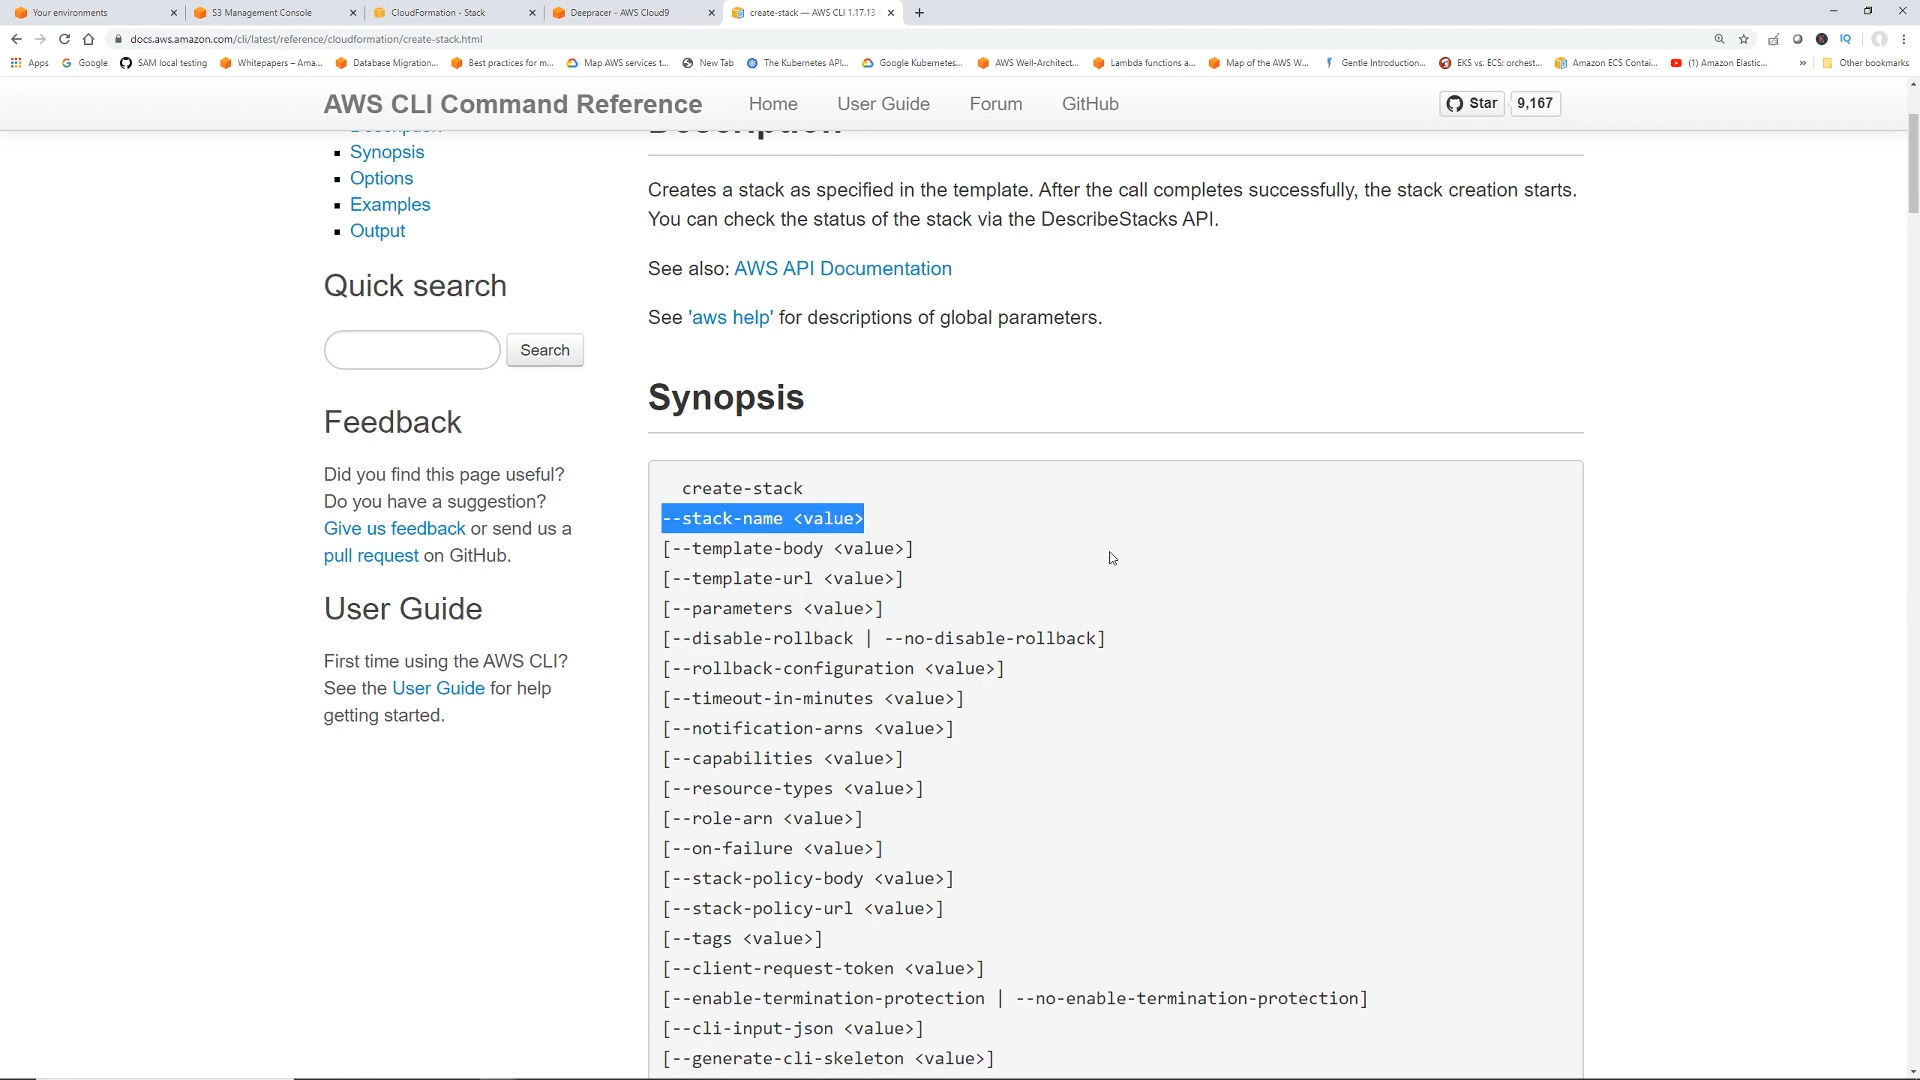 Your environments
S3 Management Console
CloudFormation - Stack
Deepracer - AWS Cloud9
create-stack — AWS CLI 1.17.13
docs.aws.amazon.com/cli/latest/reference/cloudformation/create-stack.html
IQ
Apps
Google
SAM local testing
Whitepapers – Ama...
Database Migration...
Best practices for m...
Map AWS services t...
New Tab
The Kubernetes API...
Google Kubernetes...
AWS Well-Architect...
Lambda functions a...
Map of the AWS W...
Gentle Introduction...
EKS vs. ECS: orchest...
Amazon ECS Contai...
(1) Amazon Elastic...
»
Other bookmarks
AWS CLI Command Reference
Home
User Guide
Forum
GitHub
Star
9,167
Description
Synopsis
Options
Examples
Output
Quick search
Search
Feedback
Did you find this page useful?
Do you have a suggestion?
Give us feedback or send us a
pull request on GitHub.
User Guide
First time using the AWS CLI?
See the User Guide for help
getting started.
Description
Creates a stack as specified in the template. After the call completes successfully, the stack creation starts.
You can check the status of the stack via the DescribeStacks API.
See also: AWS API Documentation
See 'aws help' for descriptions of global parameters.
Synopsis
create-stack
--stack-name <value>
[--template-body <value>]
[--template-url <value>]
[--parameters <value>]
[--disable-rollback | --no-disable-rollback]
[--rollback-configuration <value>]
[--timeout-in-minutes <value>]
[--notification-arns <value>]
[--capabilities <value>]
[--resource-types <value>]
[--role-arn <value>]
[--on-failure <value>]
[--stack-policy-body <value>]
[--stack-policy-url <value>]
[--tags <value>]
[--client-request-token <value>]
[--enable-termination-protection | --no-enable-termination-protection]
[--cli-input-json <value>]
[--generate-cli-skeleton <value>]